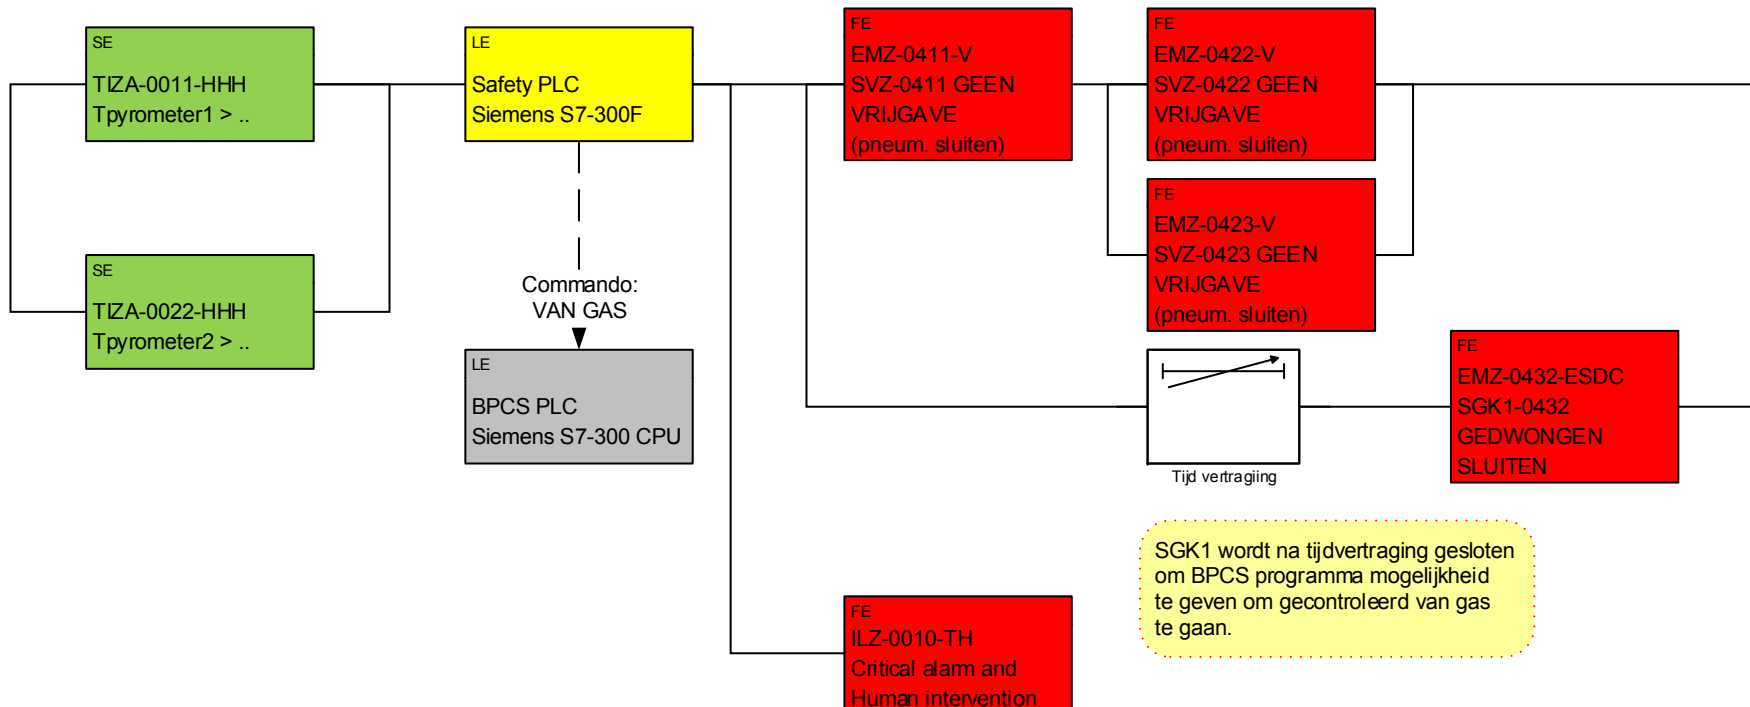 SE
TIZA-0011-HHH
Tpyrometer1 > ..
SE
TIZA-0022-HHH
Tpyrometer2 > ..
LE
Safety PLC
Siemens S7-300F
Commando:
VAN GAS
LE
BPCS PLC
Siemens S7-300 CPU
FE
EMZ-0411-V
SVZ-0411 GEEN
VRIJGAVE
(pneum. sluiten)
FE
EMZ-0422-V
SVZ-0422 GEEN
VRIJGAVE
(pneum. sluiten)
FE
EMZ-0423-V
SVZ-0423 GEEN
VRIJGAVE
(pneum. sluiten)
Tijd vertragiing
FE
EMZ-0432-ESDC
SGK1-0432
GEDWONGEN
SLUITEN
SGK1 wordt na tijdvertraging gesloten
om BPCS programma mogelijkheid
te geven om gecontroleerd van gas
te gaan.
FE
ILZ-0010-TH
Critical alarm and
Human intervention